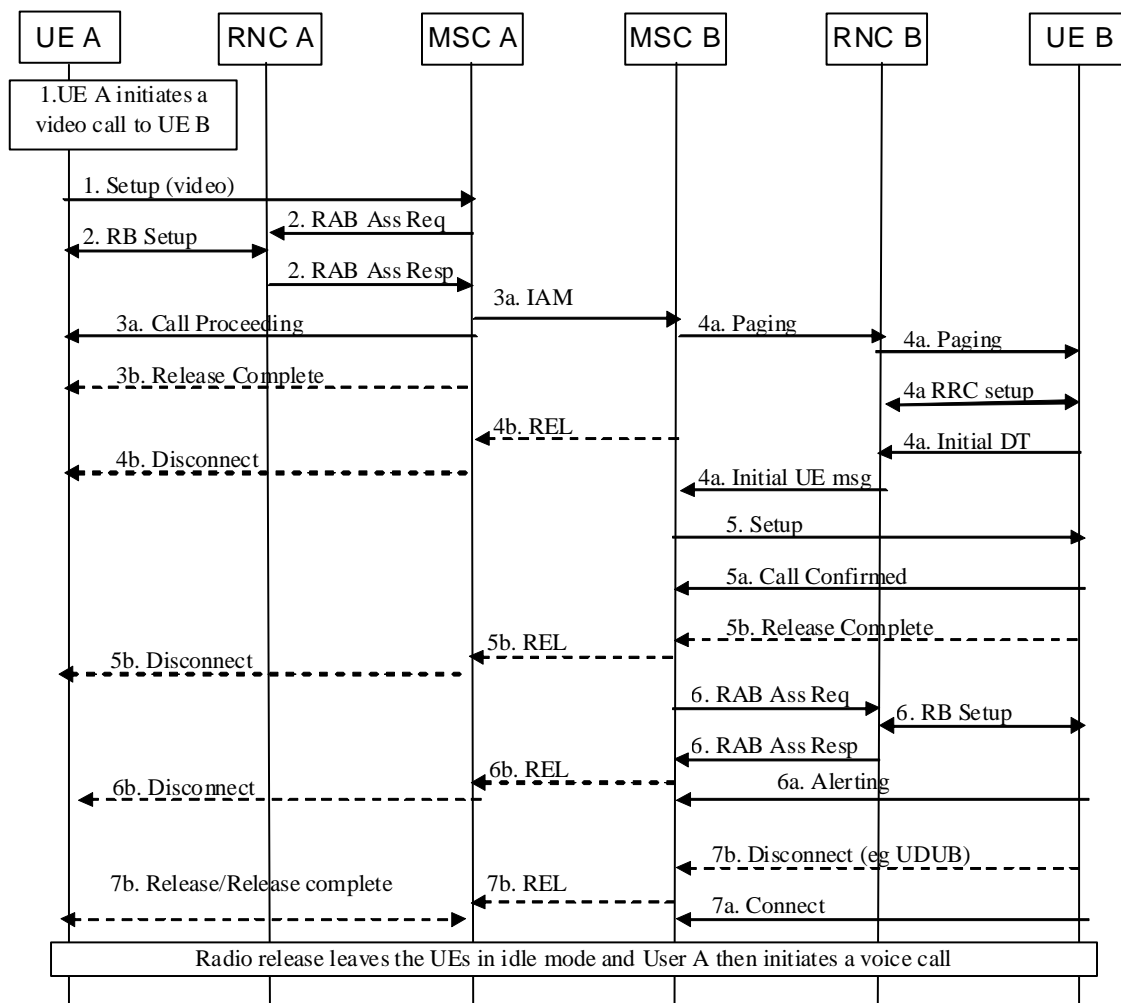 UE A
RNC A
MSC A
MSC B
RNC B
UE B
1.UE A initiates a
video call to UE B
1. Setup (video)
2. RAB Ass Req
2. RB Setup
2. RAB Ass Resp
3a. IAM
3a. Call Proceeding
4a. Paging
4a. Paging
3b. Release Complete
4a RRC setup
4b. REL
4a. Initial DT
4b. Disconnect
4a. Initial UE msg
5. Setup
5a. Call Confirmed
5b. Release Complete
5b. REL
5b. Disconnect
6. RAB Ass Req
6. RB Setup
6. RAB Ass Resp
6b. REL
6b. Disconnect
6a. Alerting
7b. Disconnect (eg UDUB)
7b. Release/Release complete
7b. REL
7a. Connect
Radio release leaves the UEs in idle mode and User A then initiates a voice call